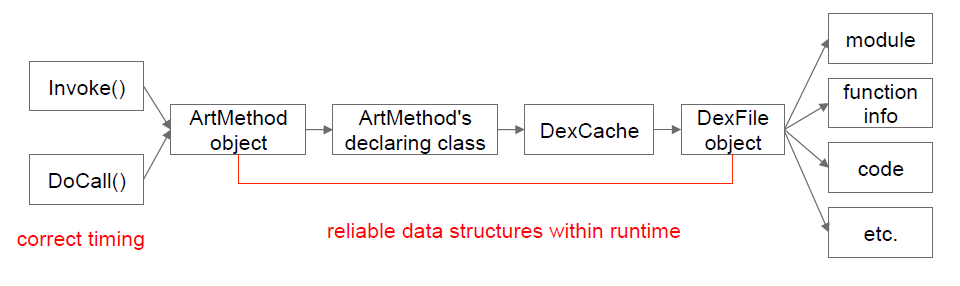 Invoke()
DoCall()
correct timing
ArtMethod
object
ArtMethod's
declaring class
DexCache
DexFile
object
reliable data structures within runtime
module
function
info
code
etc.